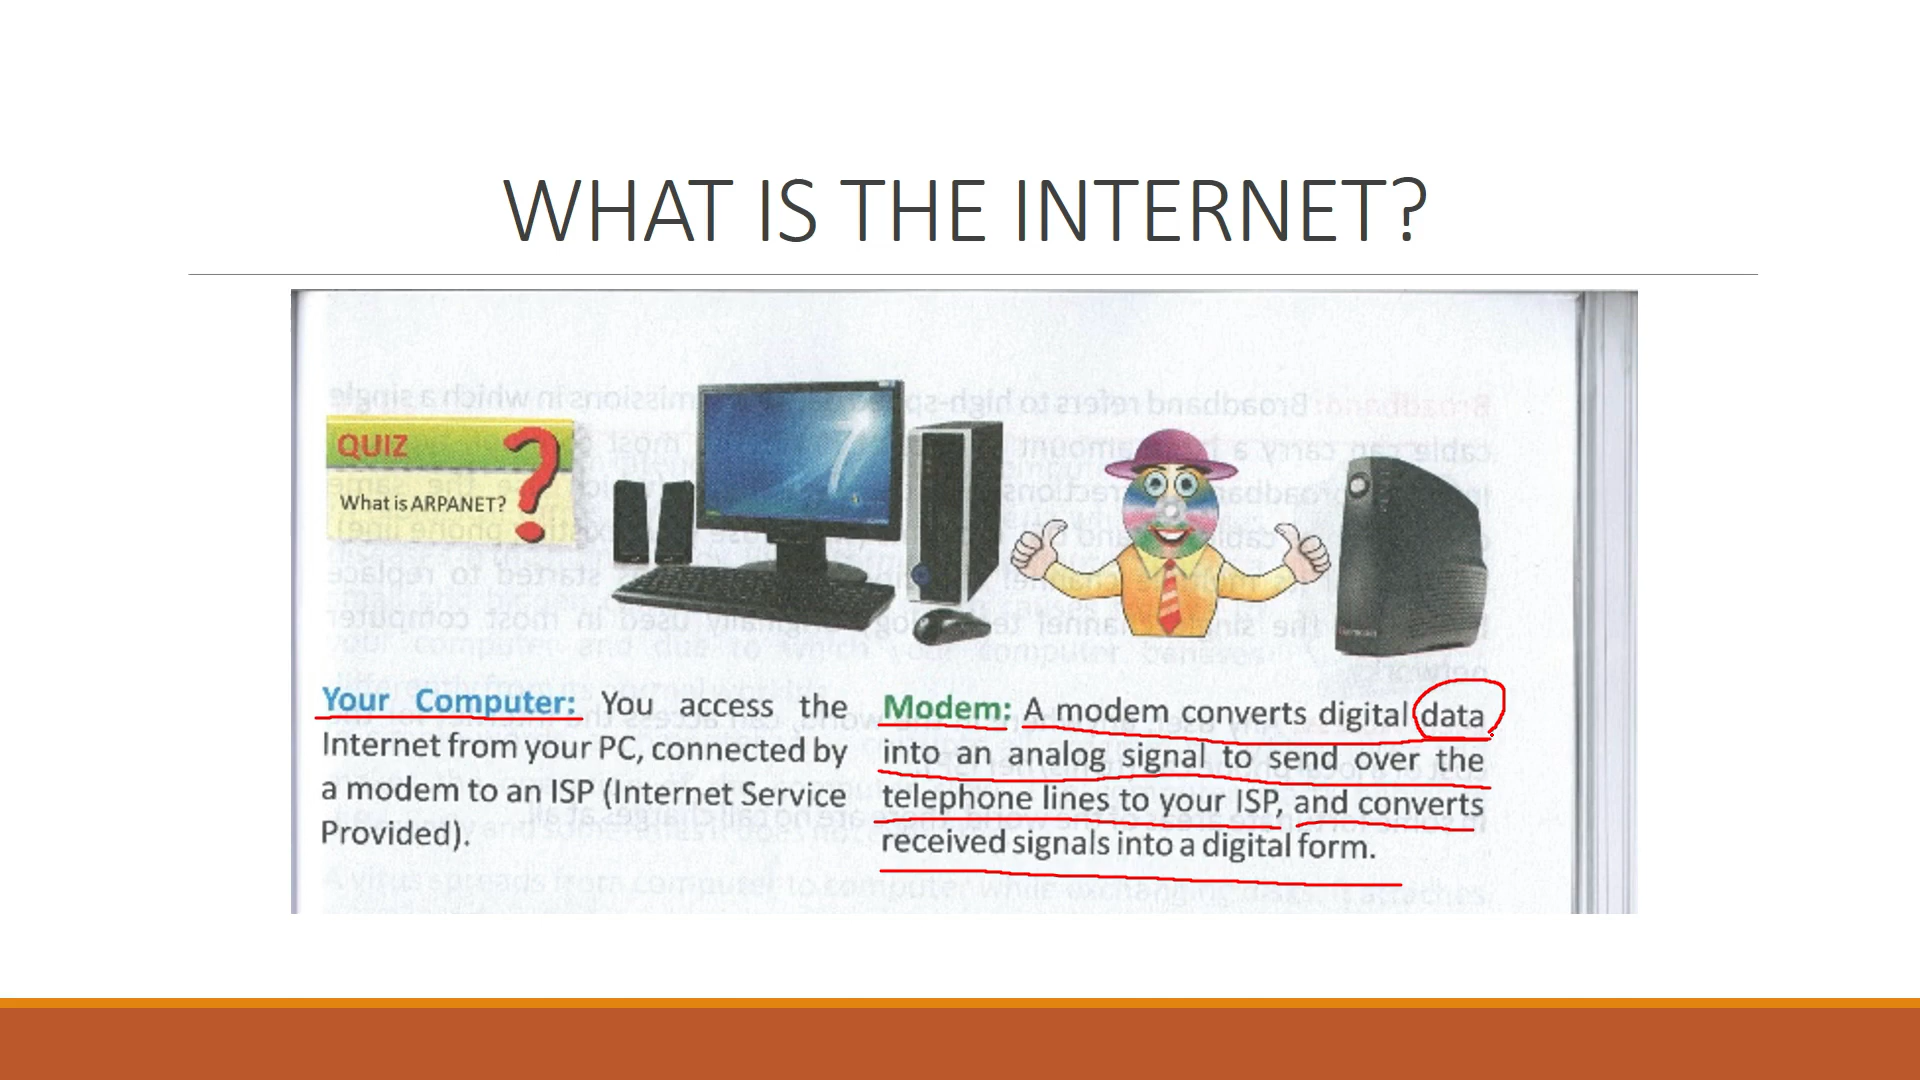 WHAT IS THE INTERNET?
QUIZ
What is ARPANET?
Your Computer: You access the
Internet from your PC, connected by
a modem to an ISP (Internet Service
Provided).
Modem: A modem converts digital data
into an analog signal to send over the
telephone lines to your ISP, and converts
received signals into a digital form.